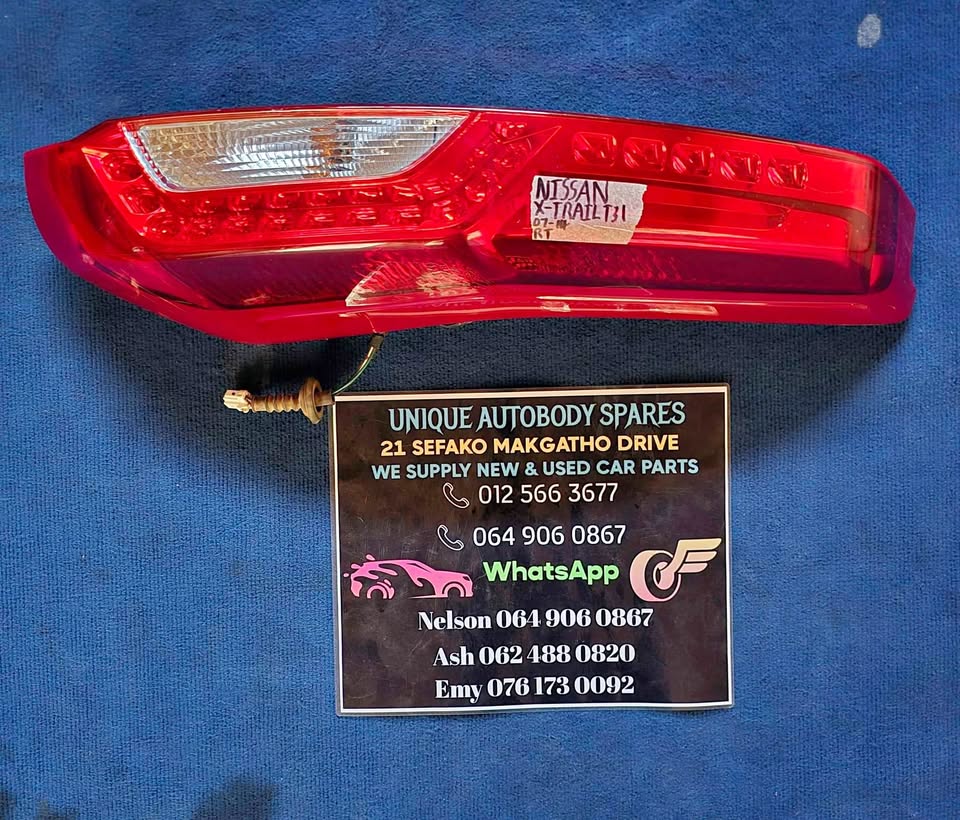 NISSAN
X-TRAIL T31
RT
UNIQUE AUTOBODY SPARES
21 SEFAKO MAKGATHO DRIVE
WE SUPPLY NEW & USED CAR PARTS
012 566 3677
064 906 0867
WhatsApp
Nelson 064 906 0867
Ash 062 488 0820
Emy 076 173 0092